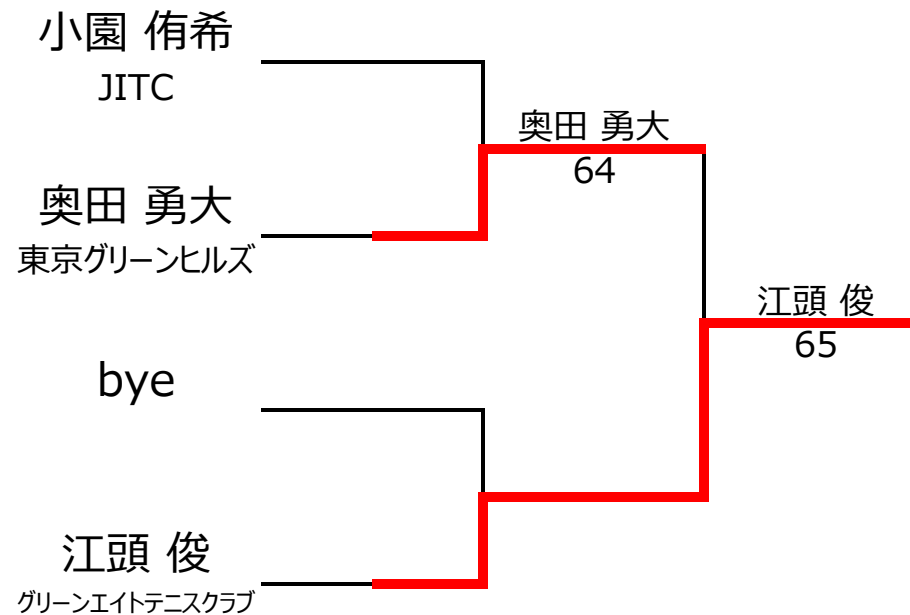 小園 侑希
JITC
奥田 勇大
64
奥田 勇大
東京グリーンヒルズ
江頭 俊
65
bye
江頭 俊
グリーンエイトテニスクラブ